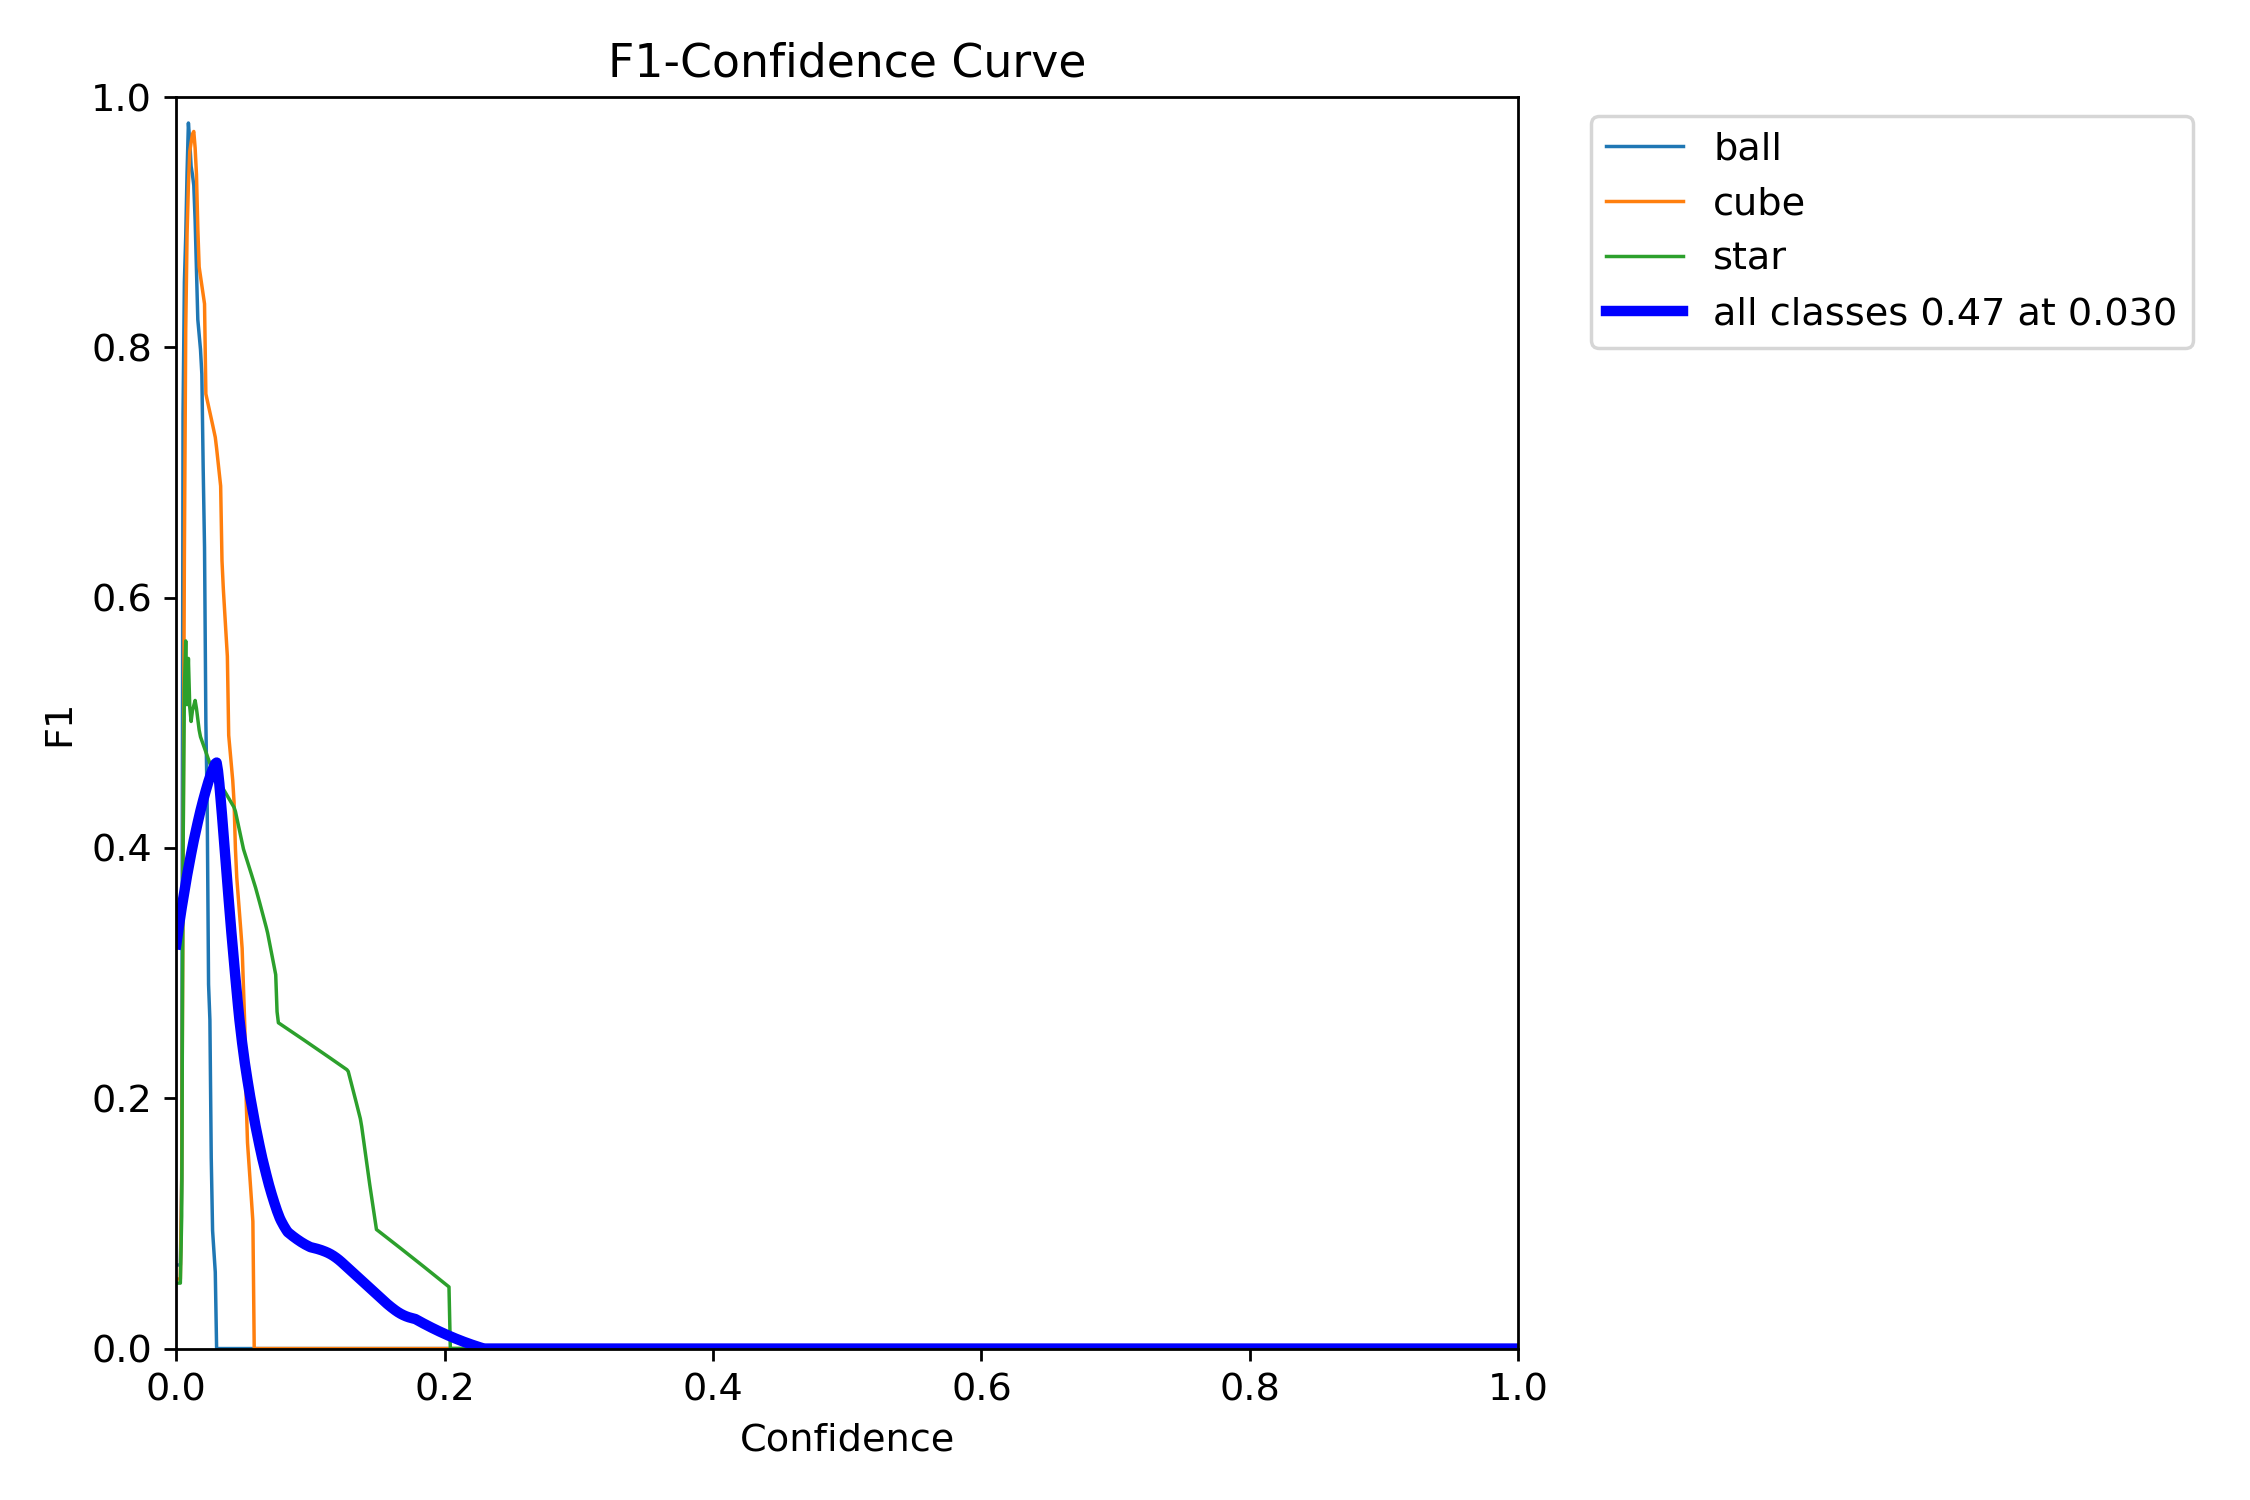 F1-Confidence Curve
1.0
0.8
0.6
0.4
0.2
0.0
F1
0.0 0.2 0.4 0.6 0.8 1.0
Confidence
ball
cube
star
all classes 0.47 at 0.030